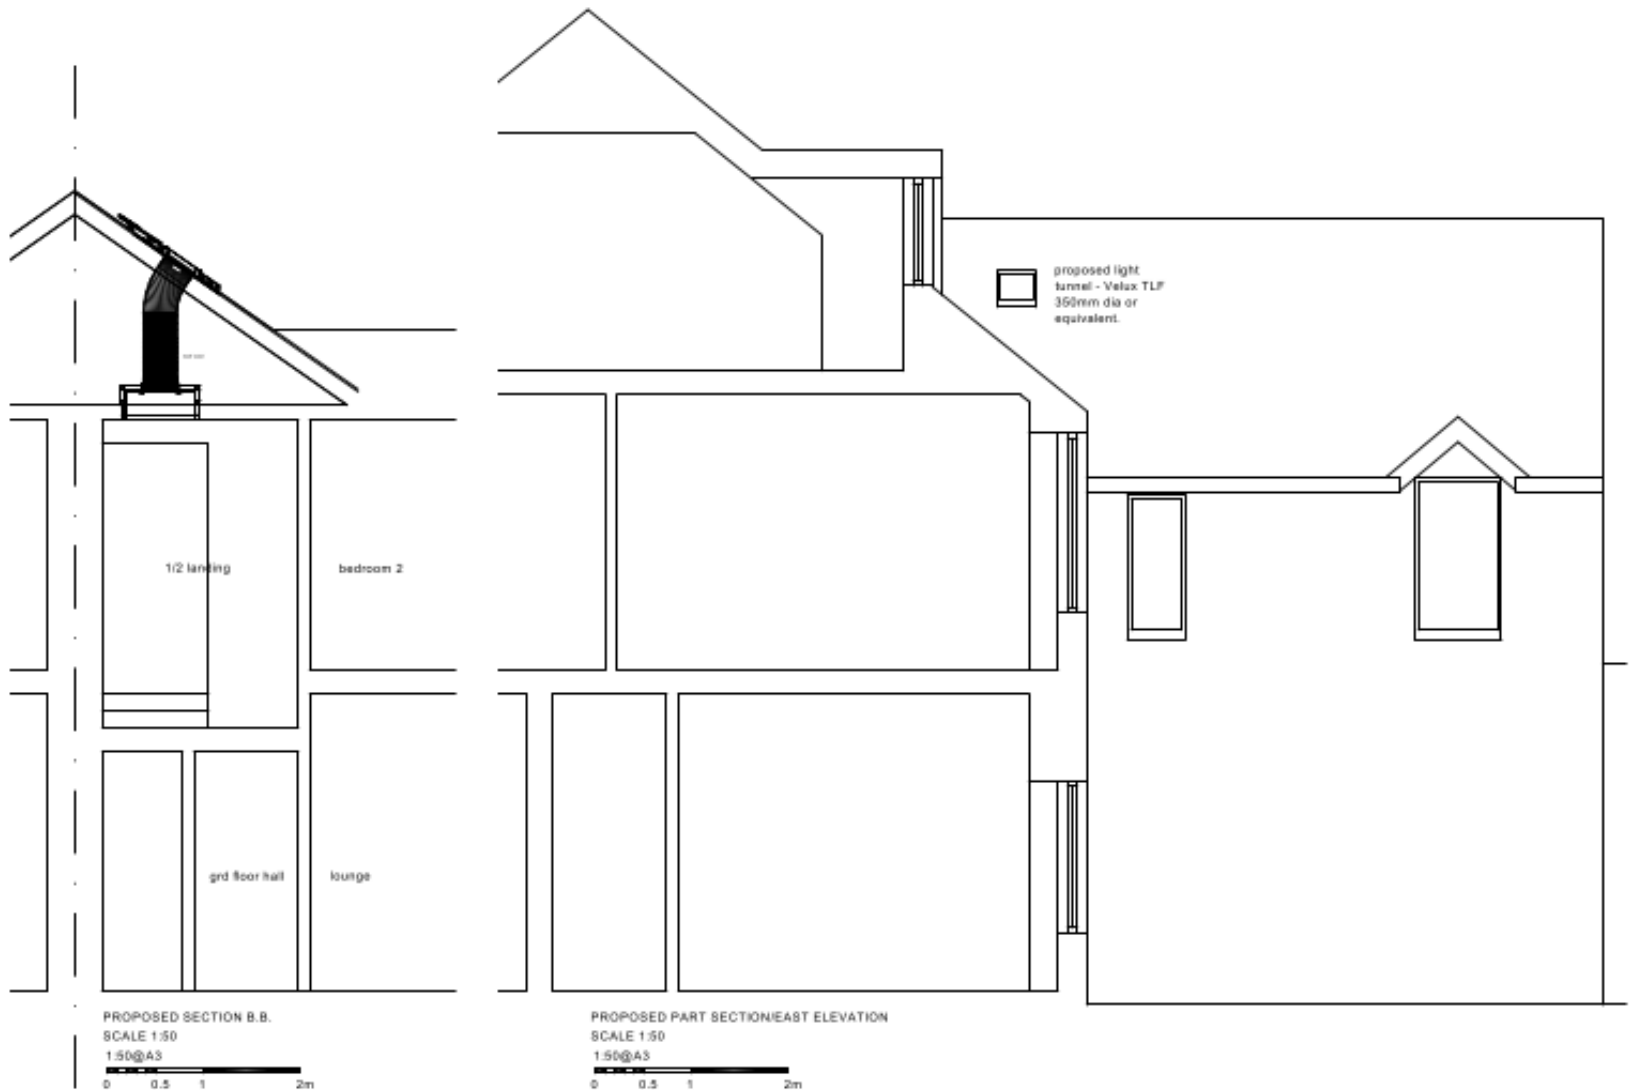 proposed light
tunnel - Velux TLF
350mm dia or
equivalent.
1/2 landing
bedroom 2
grd floor hall
lounge
PROPOSED SECTION B.B.
SCALE 1:50
1:50@A3
0 0.5 1 2m
PROPOSED PART SECTION/EAST ELEVATION
SCALE 1:50
1:50@A3
0 0.5 1 2m